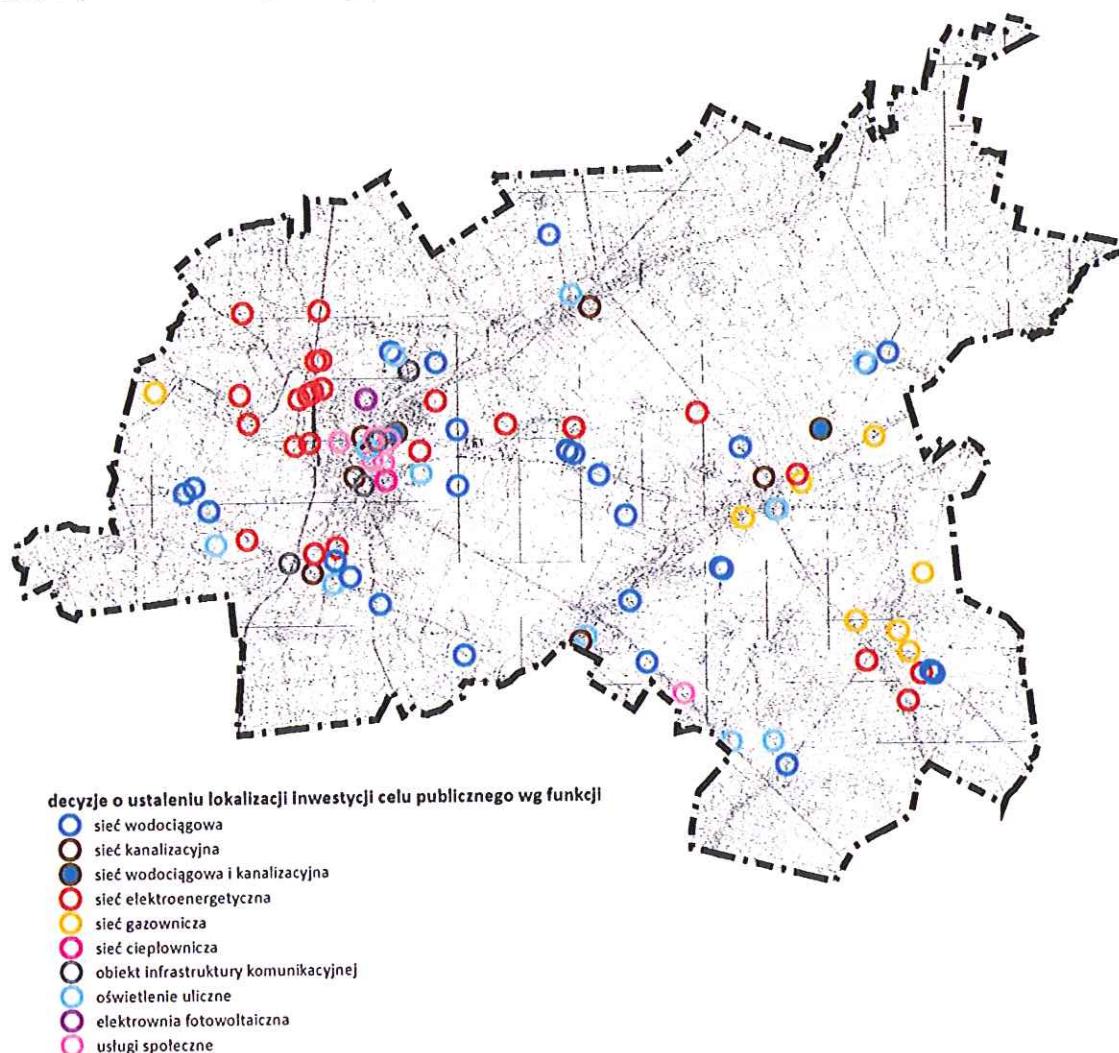 decyzje o ustaleniu lokalizacji inwestycji celu publicznego wg funkcji
sieć wodociągowa
sieć kanalizacyjna
sieć wodociągowa i kanalizacyjna
sieć elektroenergetyczna
sieć gazownicza
sieć ciepłownicza
obiekt infrastruktury komunikacyjnej
oświetlenie uliczne
elektrownia fotowoltaiczna
usługi społeczne